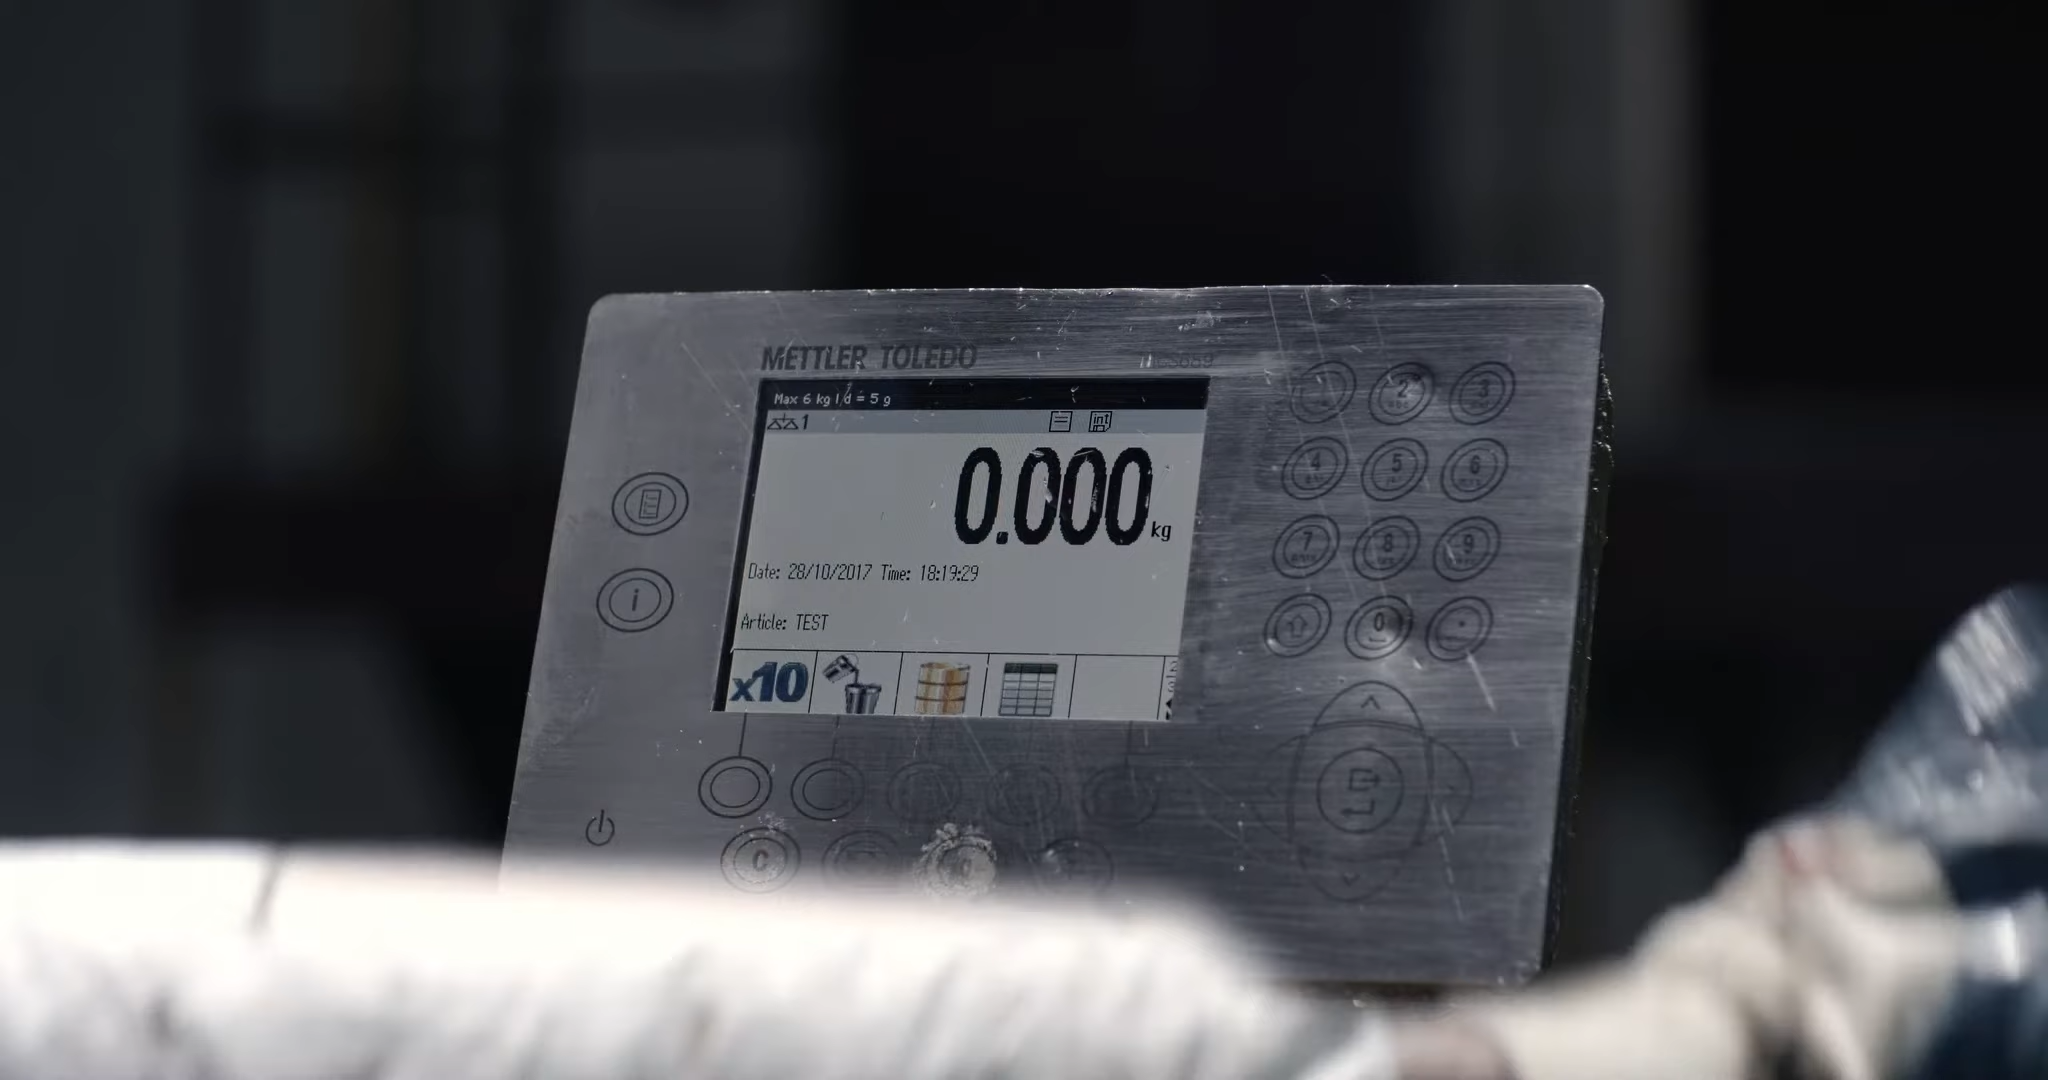 METTLER TOLEDO
Max 6 kg d = 5 g
1
int
0.000 kg
Date: 28/10/2017 Time: 18:19:29
Article: TEST
x10
2 3
4 5 6
7 8 9
0 .
i
C